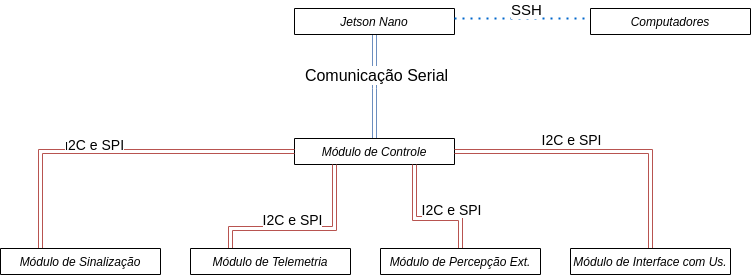 SSH
Jetson Nano
Computadores
Comunicação Serial
I2C e SPI
Módulo de Controle
I2C e SPI
I2C e SPI
I2C e SPI
Módulo de Sinalização
Módulo de Telemetria
Módulo de Percepção Ext.
Módulo de Interface com Us.